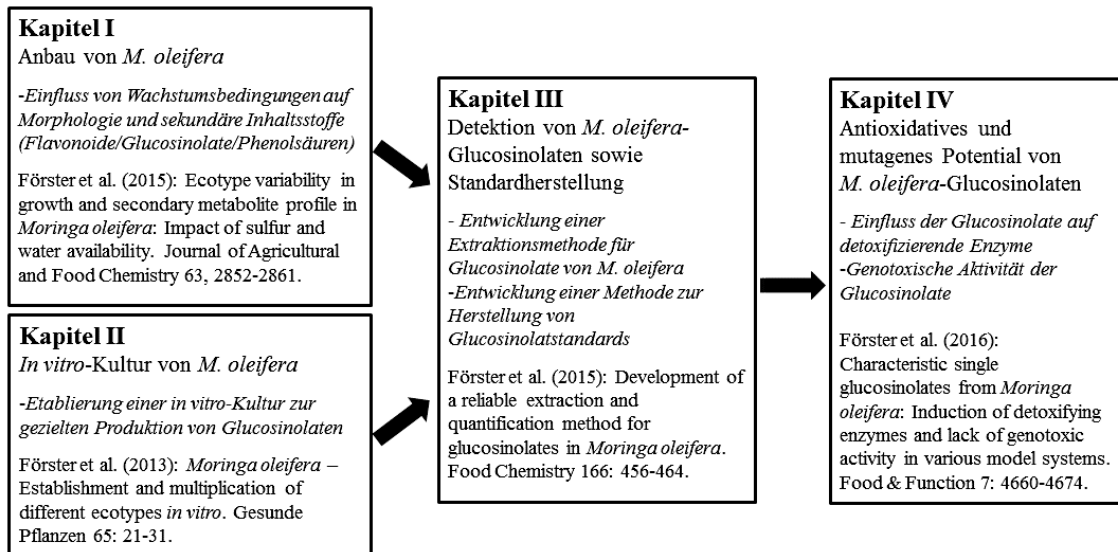 Kapitel I
Anbau von M. oleifera
-Einfluss von Wachstumsbedingungen auf
Morphologie und sekundäre Inhaltsstoffe
(Flavonoide/Glucosinolate/Phenolsäuren)
Förster et al. (2015): Ecotype variability in
growth and secondary metabolite profile in
Moringa oleifera: Impact of sulfur and
water availability. Journal of Agricultural
and Food Chemistry 63, 2852-2861.
Kapitel II
In vitro-Kultur von M. oleifera
-Etablierung einer in vitro-Kultur zur
gezielten Produktion von Glucosinolaten
Förster et al. (2013): Moringa oleifera –
Establishment and multiplication of
different ecotypes in vitro. Gesunde
Pflanzen 65: 21-31.
Kapitel III
Detektion von M. oleifera-
Glucosinolaten sowie
Standardherstellung
- Entwicklung einer
Extraktionsmethode für
Glucosinolate von M. oleifera
-Entwicklung einer Methode zur
Herstellung von
Glucosinolatstandards
Förster et al. (2015): Development of
a reliable extraction and
quantification method for
glucosinolates in Moringa oleifera.
Food Chemistry 166: 456-464.
Kapitel IV
Antioxidatives und
mutagenes Potential von
M. oleifera-Glucosinolaten
- Einfluss der Glucosinolate auf
detoxifizierende Enzyme
-Genotoxische Aktivität der
Glucosinolate
Förster et al. (2016):
Characteristic single
glucosinolates from Moringa
oleifera: Induction of detoxifying
enzymes and lack of genotoxic
activity in various model systems.
Food & Function 7: 4660-4674.